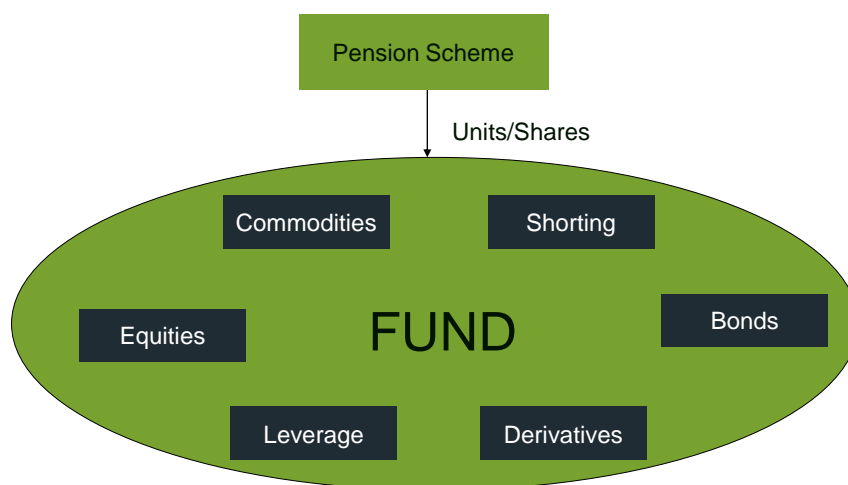 Pension Scheme
Units/Shares
Commodities
Shorting
Equities
FUND
Bonds
Leverage
Derivatives